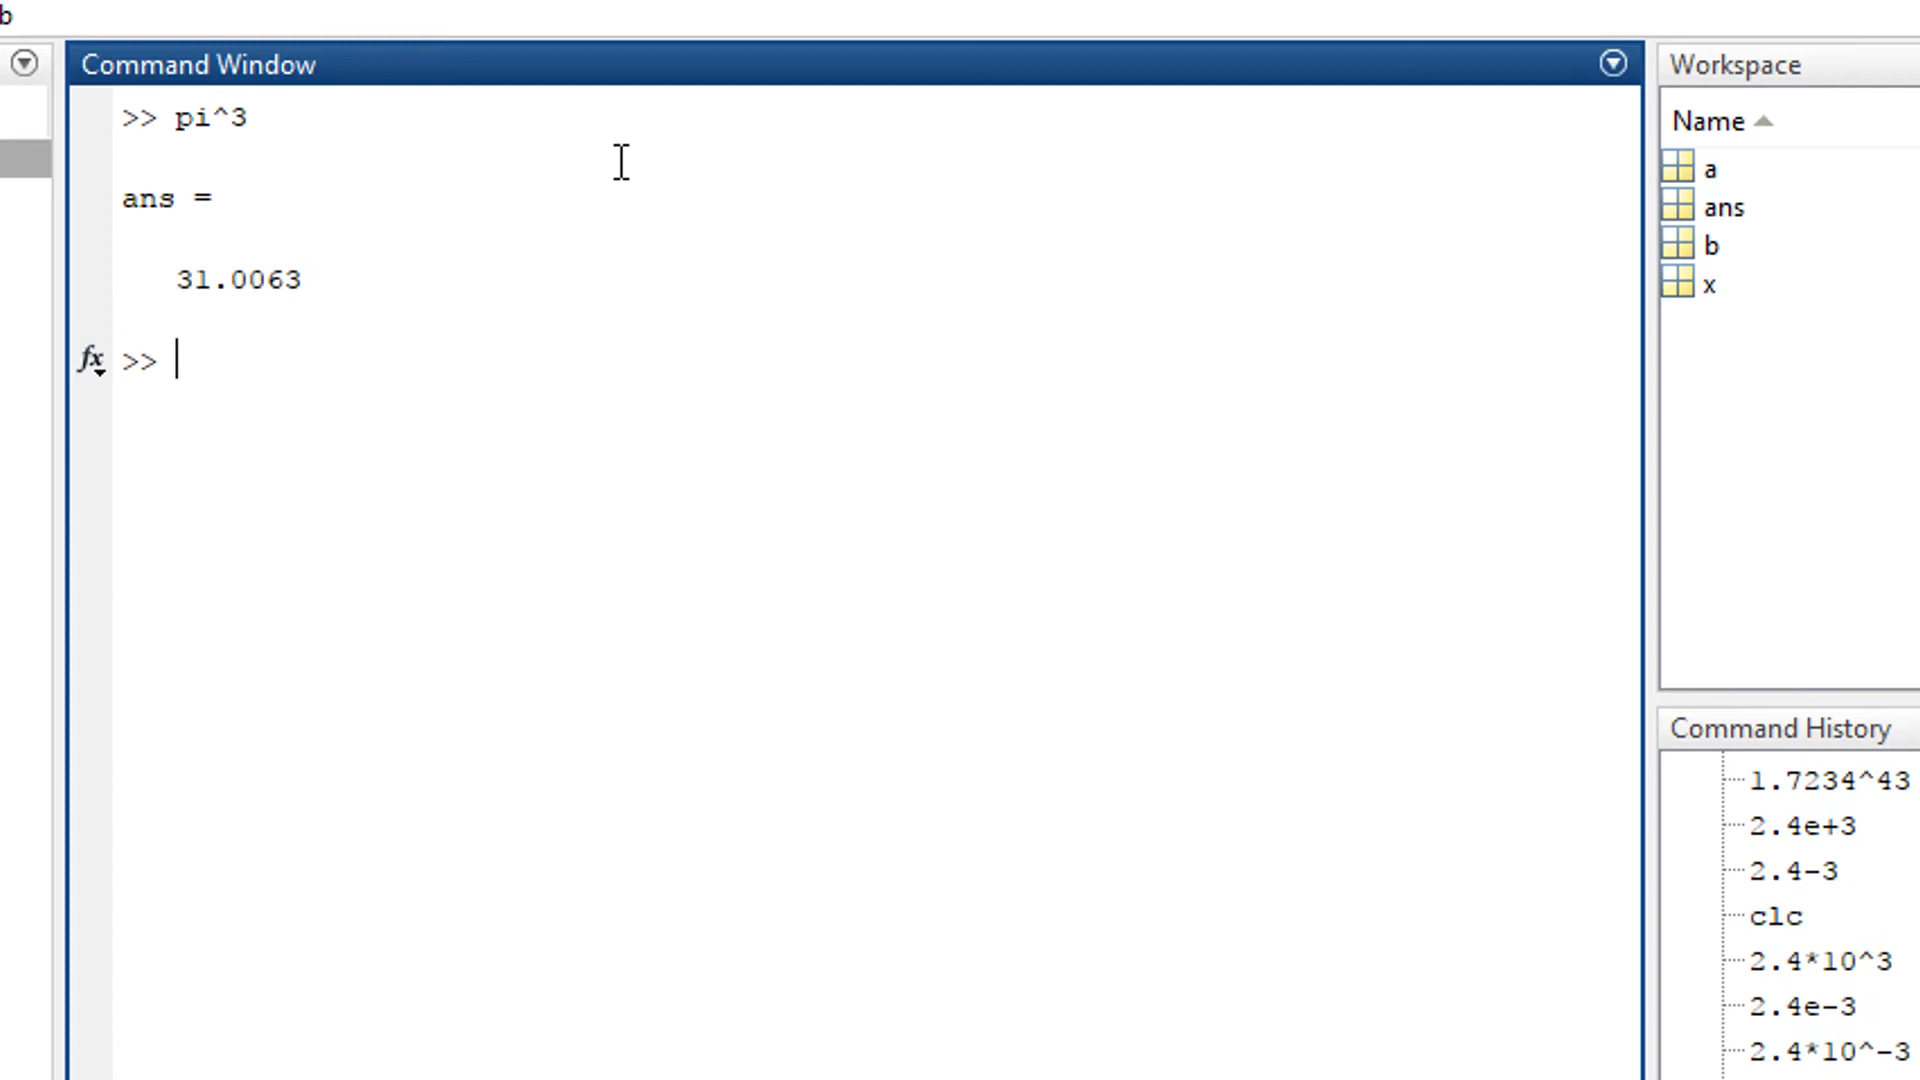 b
Command Window
>> pi^3
ans =
31.0063
fx >>
Workspace
Name
a
ans
b
x
Command History
1.7234^43
2.4e+3
2.4-3
clc
2.4*10^3
2.4e-3
2.4*10^-3